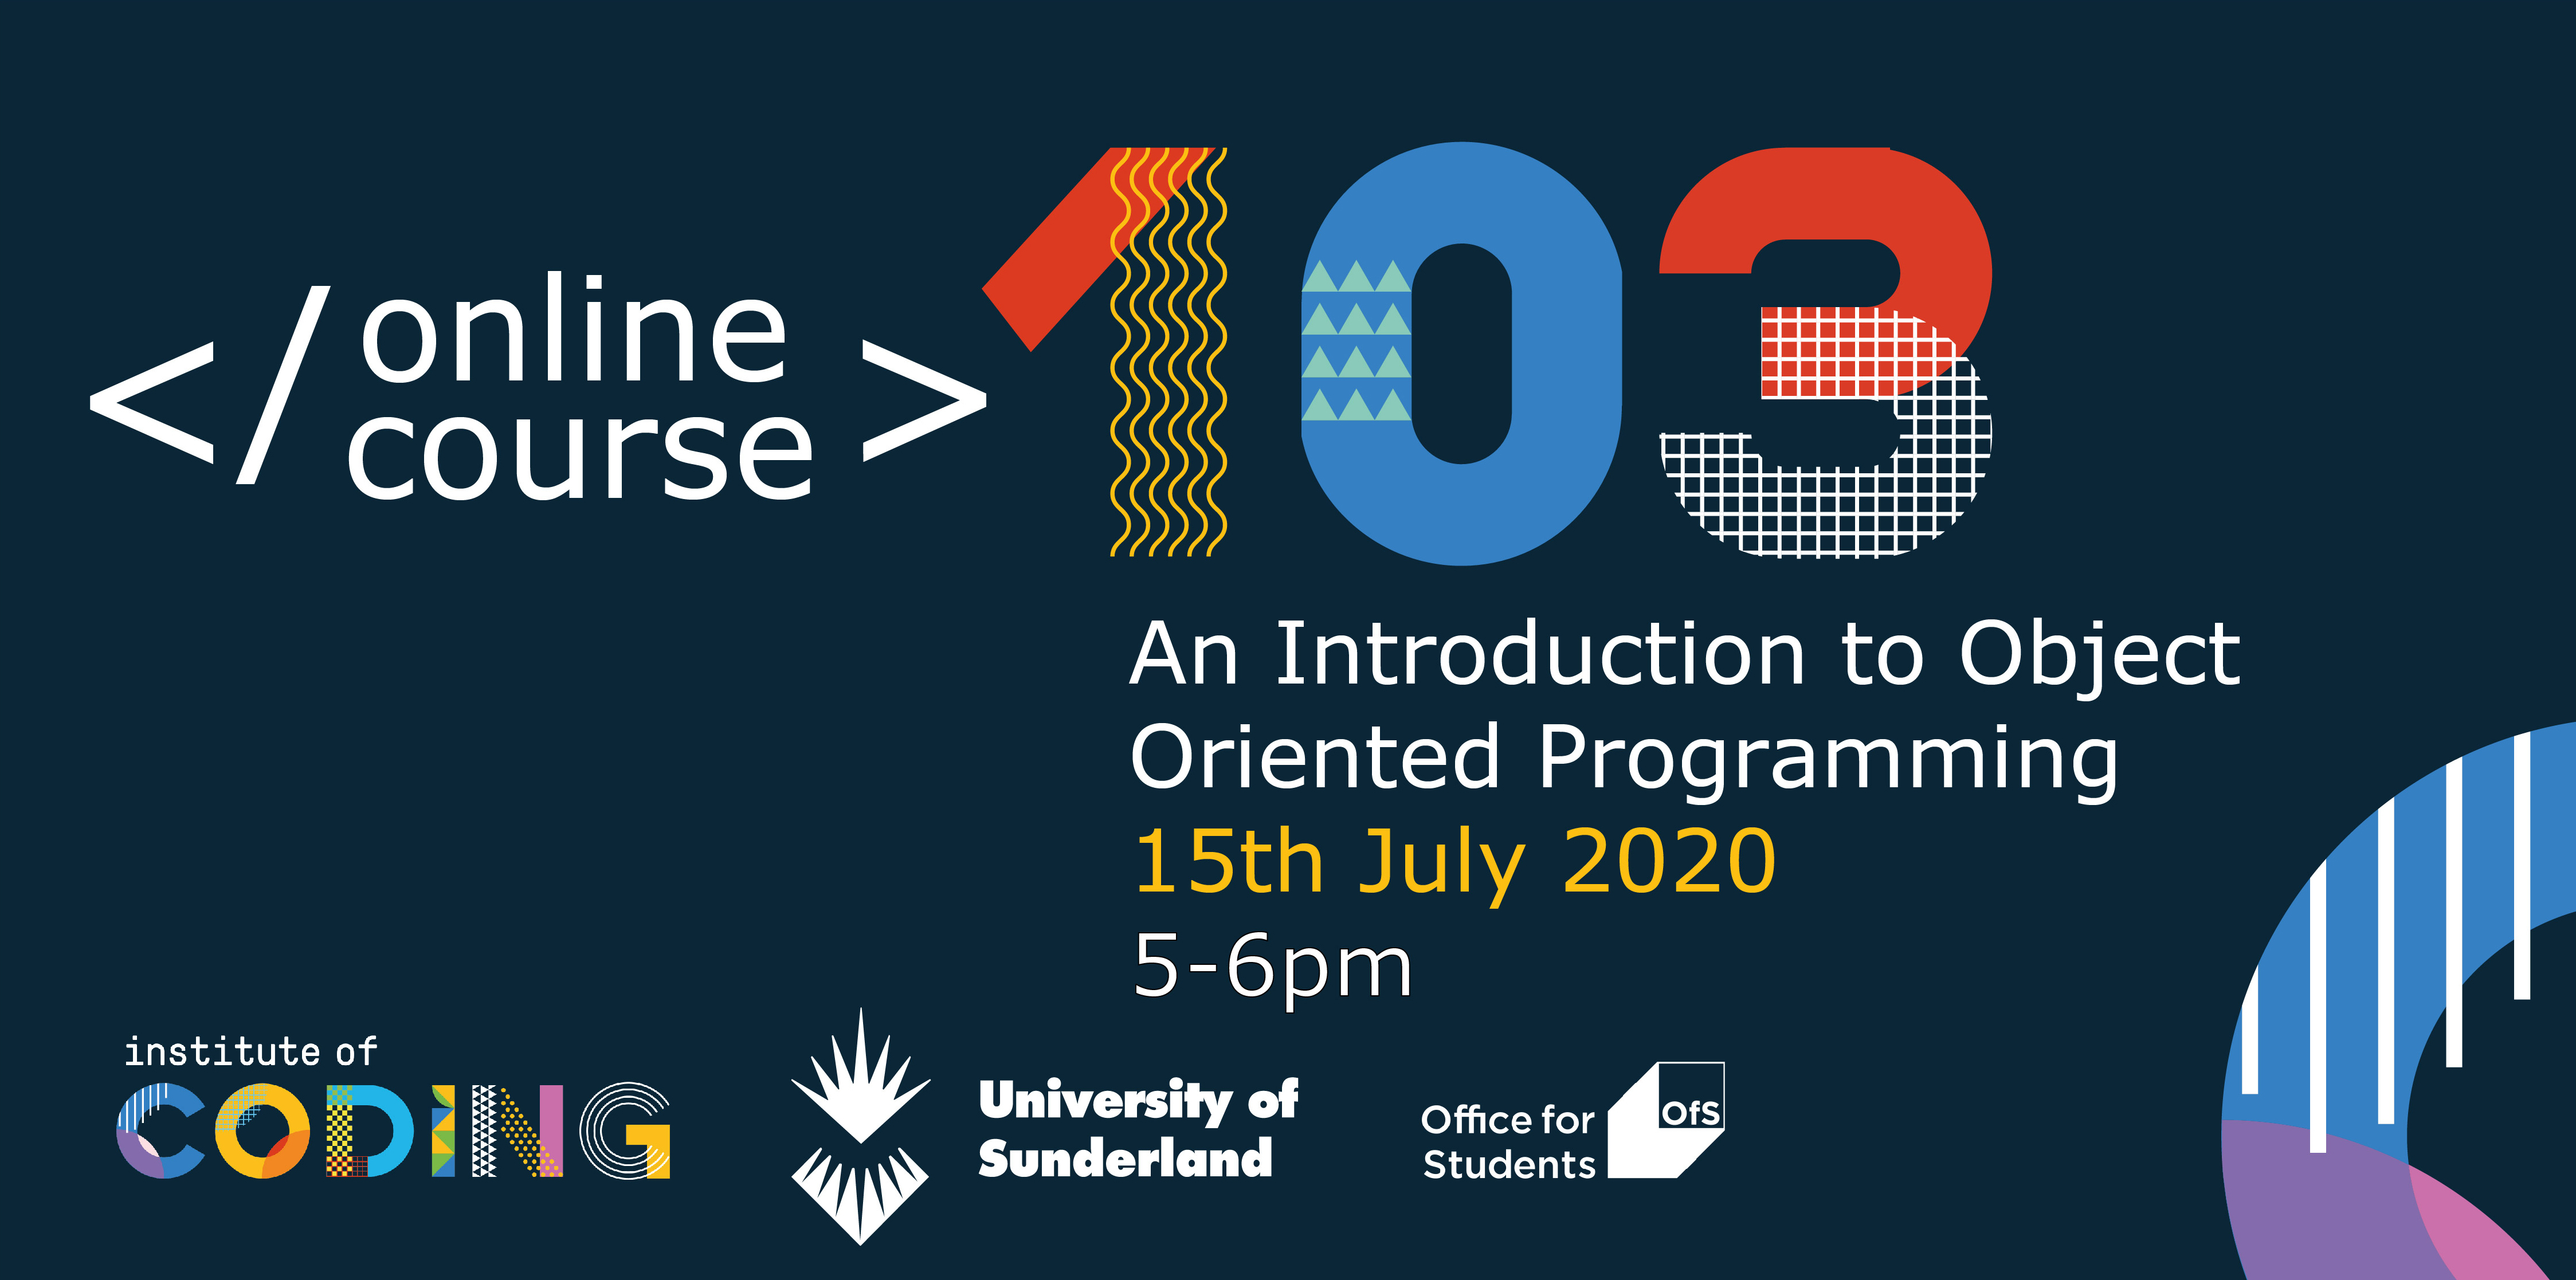 </ online
course >
103
An Introduction to Object
Oriented Programming
15th July 2020
5-6pm
institute of
CODiNG
University of
Sunderland
Office for
Students
OfS